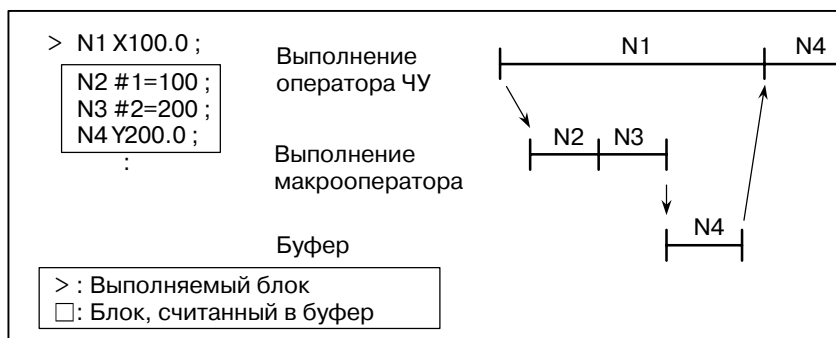 > N1 X100.0 ;
N2 #1=100 ;
N3 #2=200 ;
N4 Y200.0 ;
:
Выполнение
оператора ЧУ
N1
N4
Выполнение
макрооператора
N2
N3
Буфер
N4
> : Выполняемый блок
□: Блок, считанный в буфер